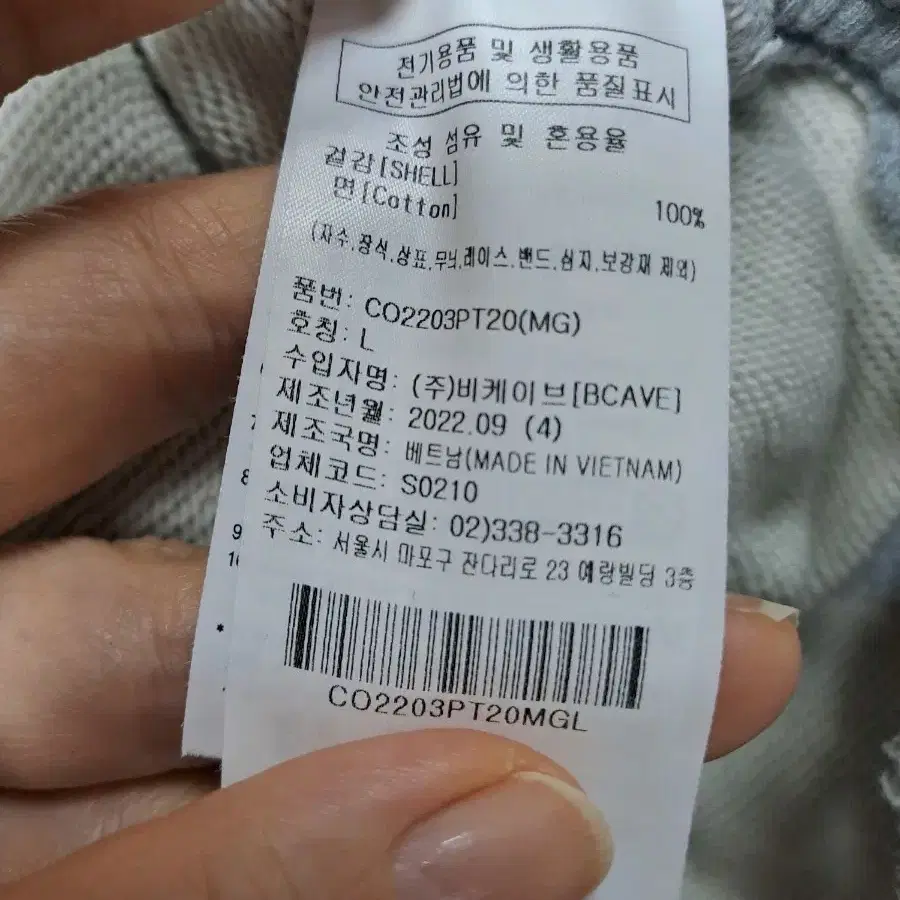 전기용품 및 생활용품
안전관리법에 의한 품질표시
조성 섬유 및 혼용율
겉감[SHELL]
면[Cotton] 100%
(자수.장식.상표.무늬.레이스.밴드.심지.보강재 제외)
품번: CO2203PT20(MG)
호칭: L
수입자명: (주)비케이브[BCAVE]
제조년월: 2022.09 (4)
제조국명: 베트남(MADE IN VIETNAM)
업체코드: S0210
소비자상담실: 02)338-3316
주소: 서울시 마포구 잔다리로 23 예랑빌딩 3층
CO2203PT20MGL
8
9
10
*